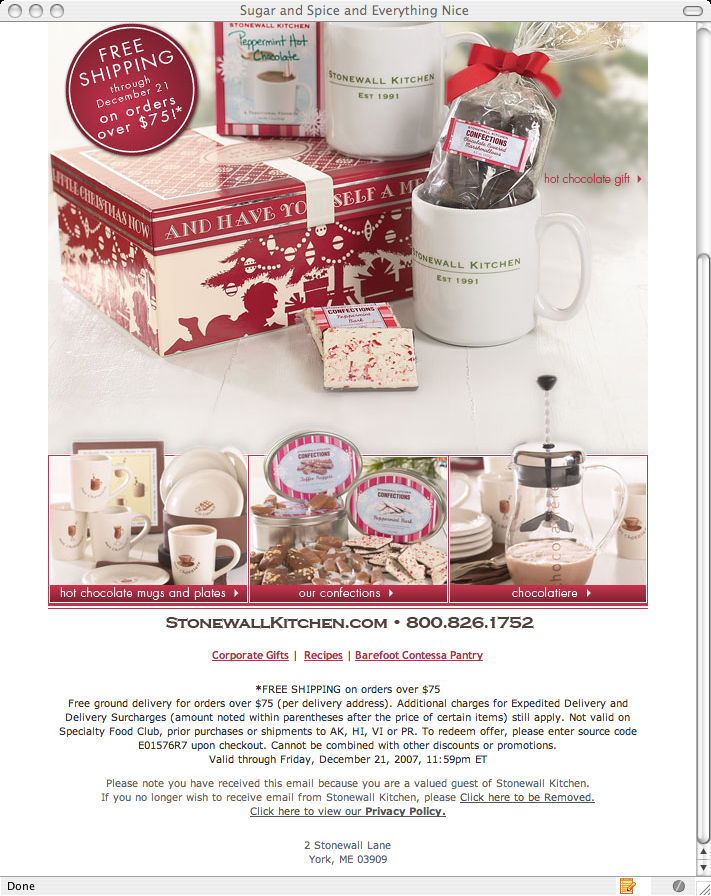 Sugar and Spice and Everything Nice
FREE
SHIPPING
through
December 21
on orders
over $75!*
STONEWALL KITCHEN
Peppermint Hot
Chocolate
STONEWALL KITCHEN
EST 1991
CONFECTIONS
Chocolate Covered
Marshmallows
hot chocolate gift
LITTLE CHRISTMAS NOW
AND HAVE YO SELF A ME
STONEWALL KITCHEN
EST 1991
CONFECTIONS
Peppermint
Bark
CONFECTIONS
Toffee Nuggets
CONFECTIONS
Peppermint Bark
hot chocolate mugs and plates
our confections
chocolatiere
STONEWALLKITCHEN.COM • 800.826.1752
Corporate Gifts | Recipes | Barefoot Contessa Pantry
*FREE SHIPPING on orders over $75
Free ground delivery for orders over $75 (per delivery address). Additional charges for Expedited Delivery and
Delivery Surcharges (amount noted within parentheses after the price of certain items) still apply. Not valid on
Specialty Food Club, prior purchases or shipments to AK, HI, VI or PR. To redeem offer, please enter source code
E01576R7 upon checkout. Cannot be combined with other discounts or promotions.
Valid through Friday, December 21, 2007, 11:59pm ET
Please note you have received this email because you are a valued guest of Stonewall Kitchen.
If you no longer wish to receive email from Stonewall Kitchen, please Click here to be Removed.
Click here to view our Privacy Policy.
2 Stonewall Lane
York, ME 03909
Done